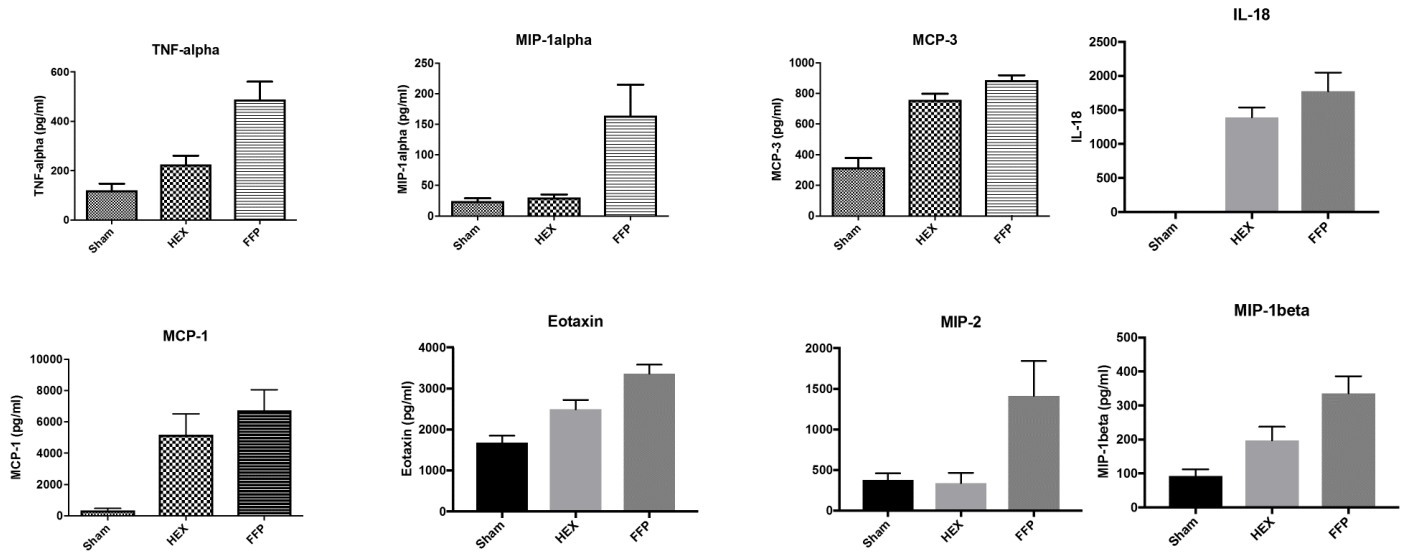 TNF-alpha
TNF-alpha (pg/ml)
600
400
200
0
Sham
HEX
FFP
MIP-1alpha
MIP-1alpha (pg/ml)
250
200
150
100
50
0
Sham
HEX
FFP
MCP-3
MCP-3 (pg/ml)
1000
800
600
400
200
0
Sham
HEX
FFP
IL-18
IL-18
2500
2000
1500
1000
500
0
Sham
HEX
FFP
MCP-1
MCP-1 (pg/ml)
10000
8000
6000
4000
2000
0
Sham
HEX
FFP
Eotaxin
Eotaxin (pg/ml)
4000
3000
2000
1000
0
Sham
HEX
FFP
MIP-2
2000
1500
1000
500
0
Sham
HEX
FFP
MIP-1beta
MIP-1beta (pg/ml)
500
400
300
200
100
0
Sham
HEX
FFP